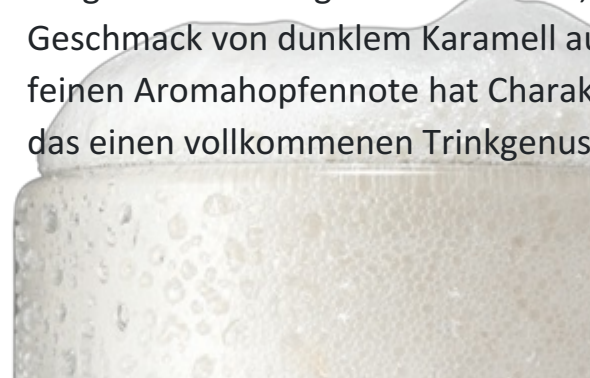 Geschmack von dunklem Karamell
feinen Aromahopfennote hat
das einen vollkommenen